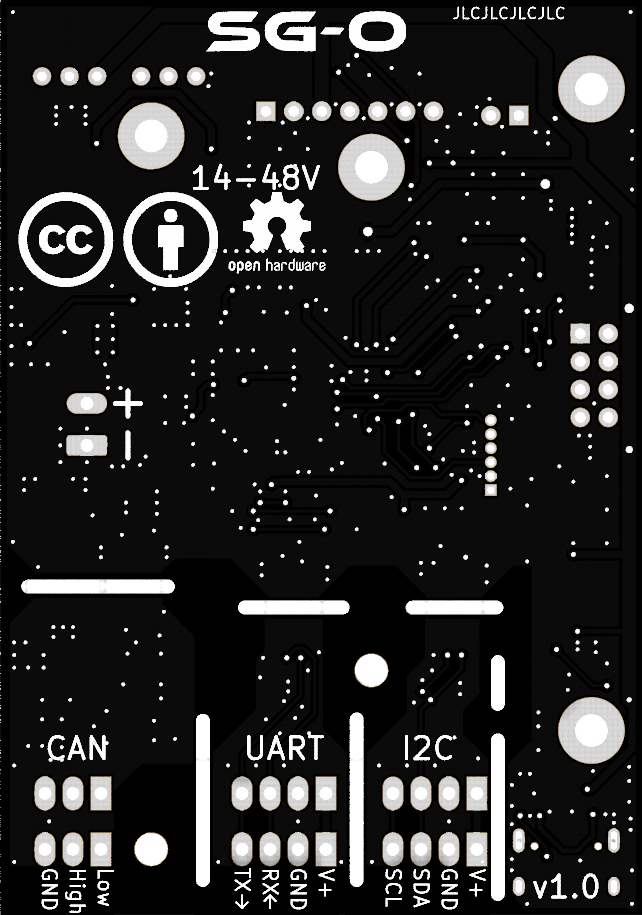 SG-O
JLCJLCJLCJLC
14-48V
CC
open hardware
+
-
CAN
UART
I2C
GND
High
Low
TX→
RX←
GND
V+
SCL
SDA
GND
V+
v1.0